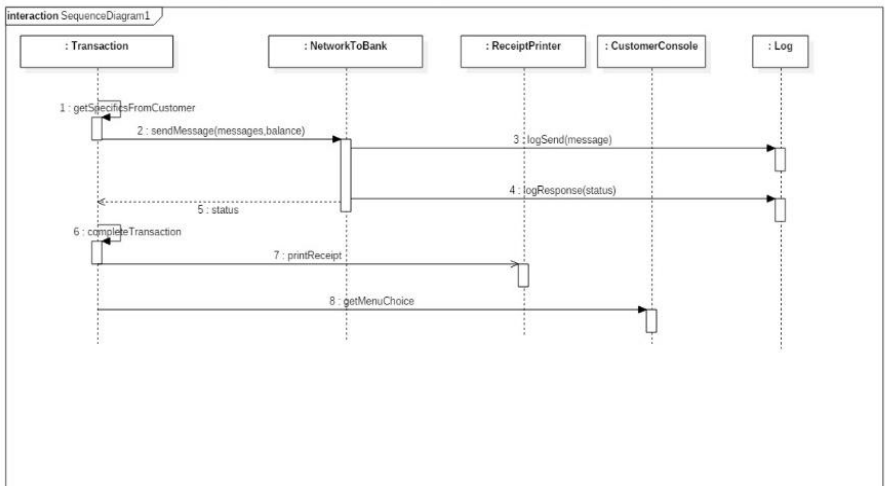 interaction SequenceDiagram1
: Transaction
: NetworkToBank
: ReceiptPrinter
: CustomerConsole
: Log
1 : getSpecificsFromCustomer
2 : sendMessage(messages,balance)
3 : logSend(message)
4 : logResponse(status)
5 : status
6 : completeTransaction
7 : printReceipt
8 : getMenuChoice